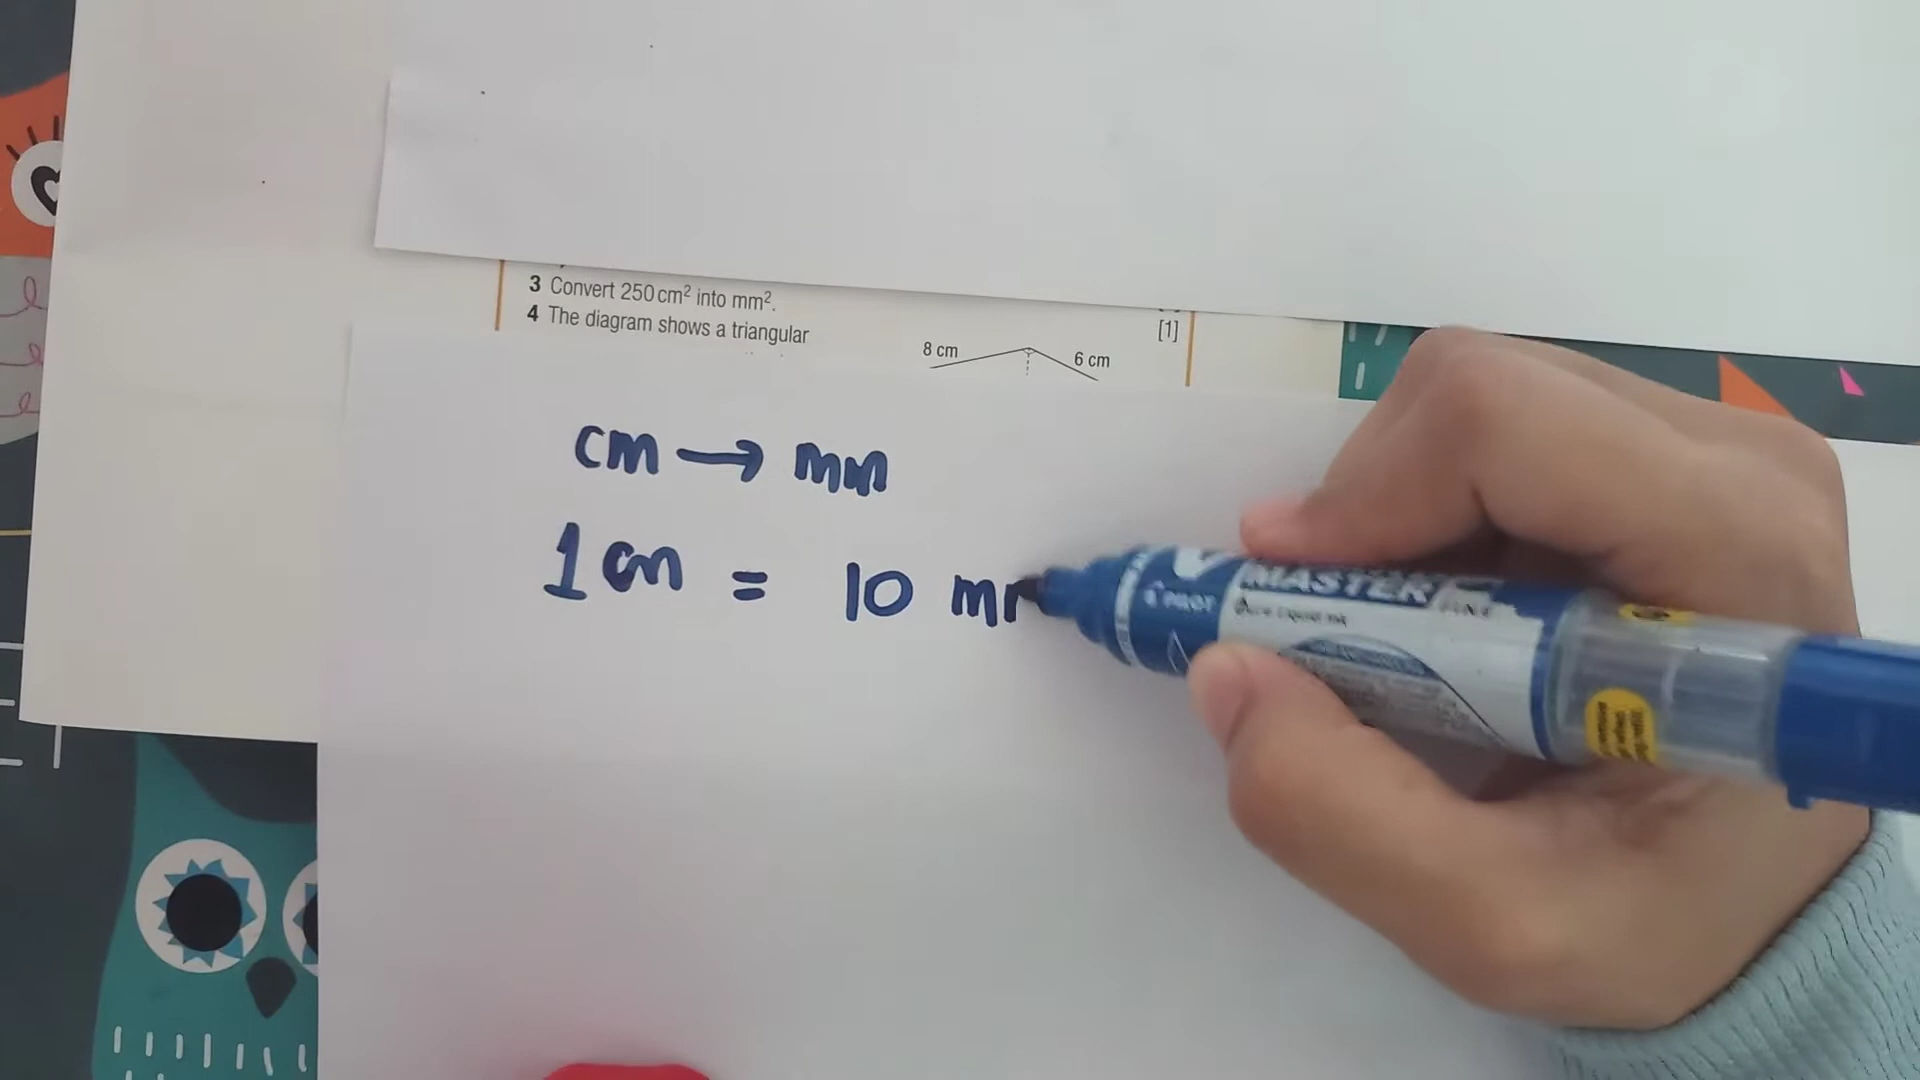 3 Convert 250 cm² into mm².
[1]
4 The diagram shows a triangular
8 cm
6 cm
cm → mm
1 cm = 10 m
PILOT
MASTER